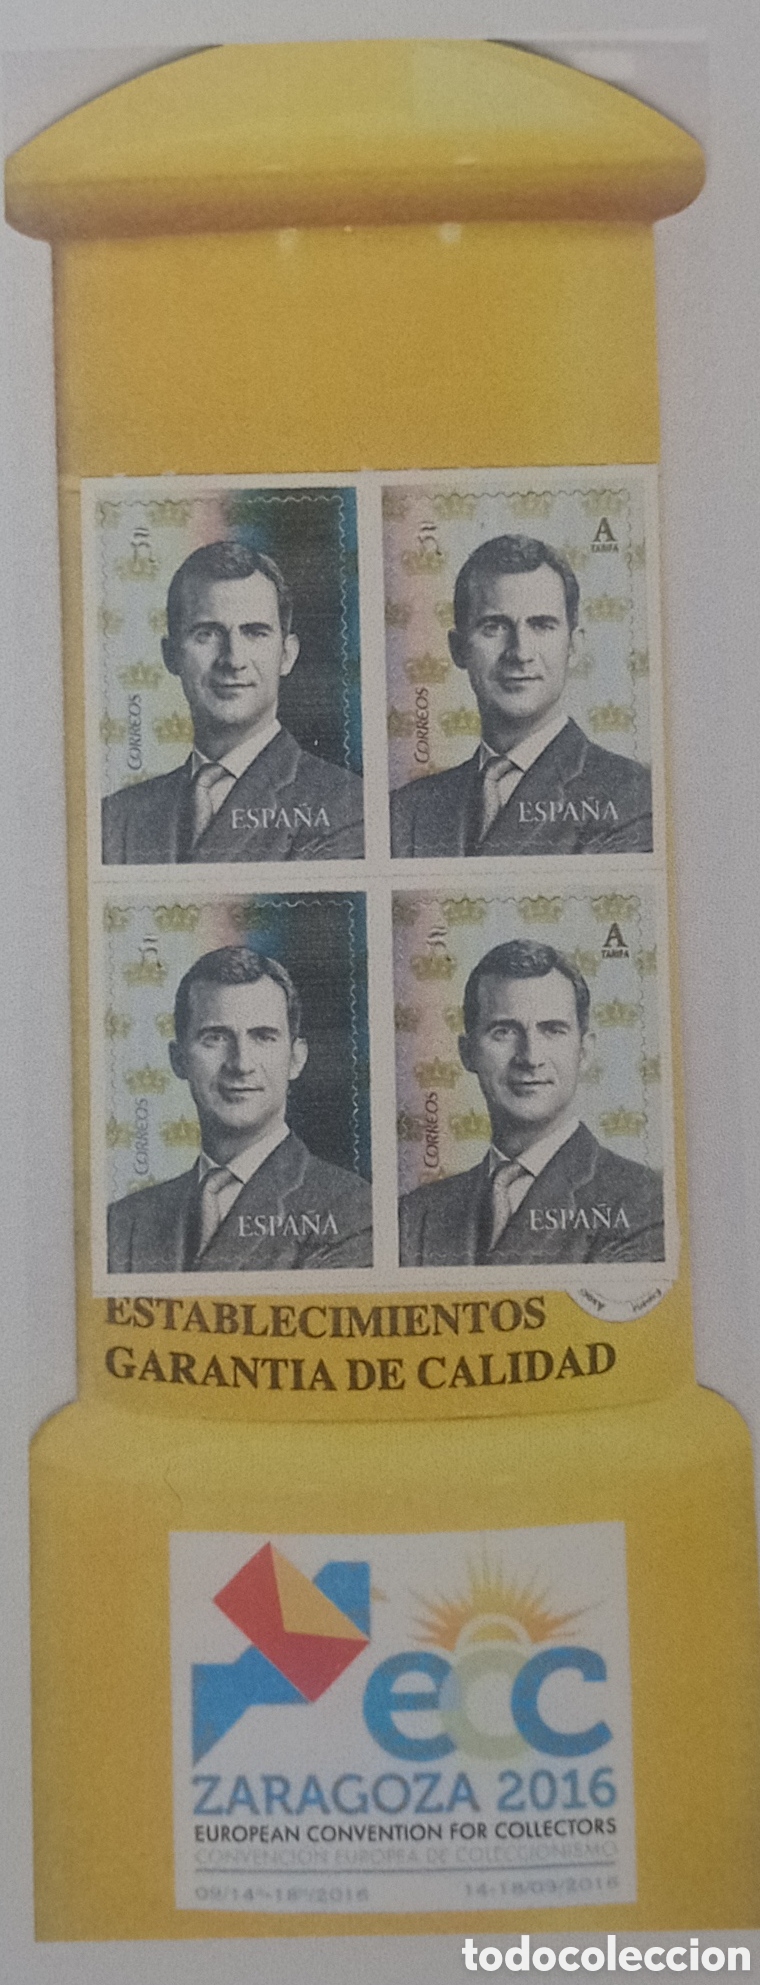 A
TARIFA
CORREOS
CORREOS
ESPAÑA
ESPAÑA
A
TARIFA
CORREOS
CORREOS
ESPAÑA
ESPAÑA
ESTABLECIMIENTOS
GARANTIA DE CALIDAD
ecc
ZARAGOZA 2016
EUROPEAN CONVENTION FOR COLLECTORS
CONVENCIÓN EUROPEA DE COLECCIONISMO
14-18/09/2016
todocoleccion